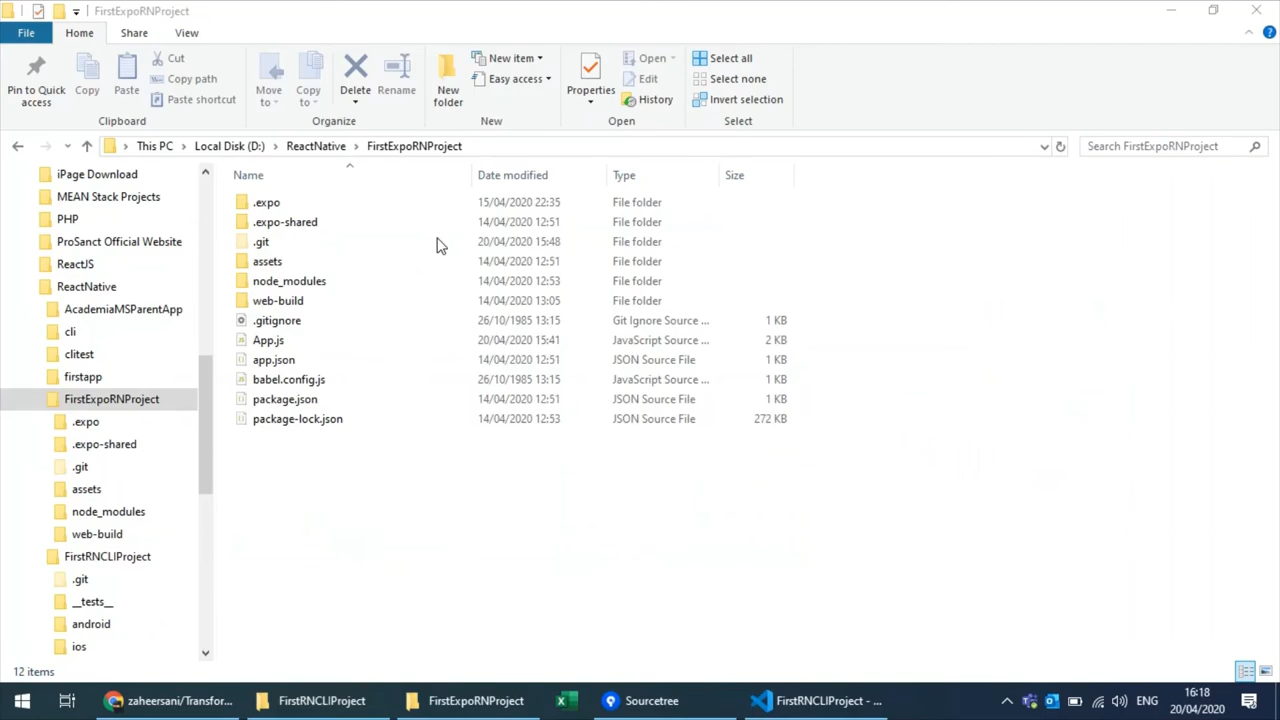 FirstExpoRNProject
File
Home
Share
View
Pin to Quick access
Copy
Paste
Cut
Copy path
Paste shortcut
Clipboard
Move to
Copy to
Delete
Rename
Organize
New folder
New item
Easy access
New
Properties
Open
Edit
History
Open
Select all
Select none
Invert selection
Select
This PC
Local Disk (D:)
ReactNative
FirstExpoRNProject
Search FirstExpoRNProject
iPage Download
MEAN Stack Projects
PHP
ProSanct Official Website
ReactJS
ReactNative
AcademiaMSParentApp
cli
clitest
firstapp
FirstExpoRNProject
.expo
.expo-shared
.git
assets
node_modules
web-build
FirstRNCLIProject
.git
__tests__
android
ios
Name Date modified Type Size
.expo 15/04/2020 22:35 File folder
.expo-shared 14/04/2020 12:51 File folder
.git 20/04/2020 15:48 File folder
assets 14/04/2020 12:51 File folder
node_modules 14/04/2020 12:53 File folder
web-build 14/04/2020 13:05 File folder
.gitignore 26/10/1985 13:15 Git Ignore Source ... 1 KB
App.js 20/04/2020 15:41 JavaScript Source ... 2 KB
app.json 14/04/2020 12:51 JSON Source File 1 KB
babel.config.js 26/10/1985 13:15 JavaScript Source ... 1 KB
package.json 14/04/2020 12:51 JSON Source File 1 KB
package-lock.json 14/04/2020 12:53 JSON Source File 272 KB
12 items
zaheersani/Transfor...
FirstRNCLIProject
FirstExpoRNProject
Sourcetree
FirstRNCLIProject - ...
ENG
16:18
20/04/2020